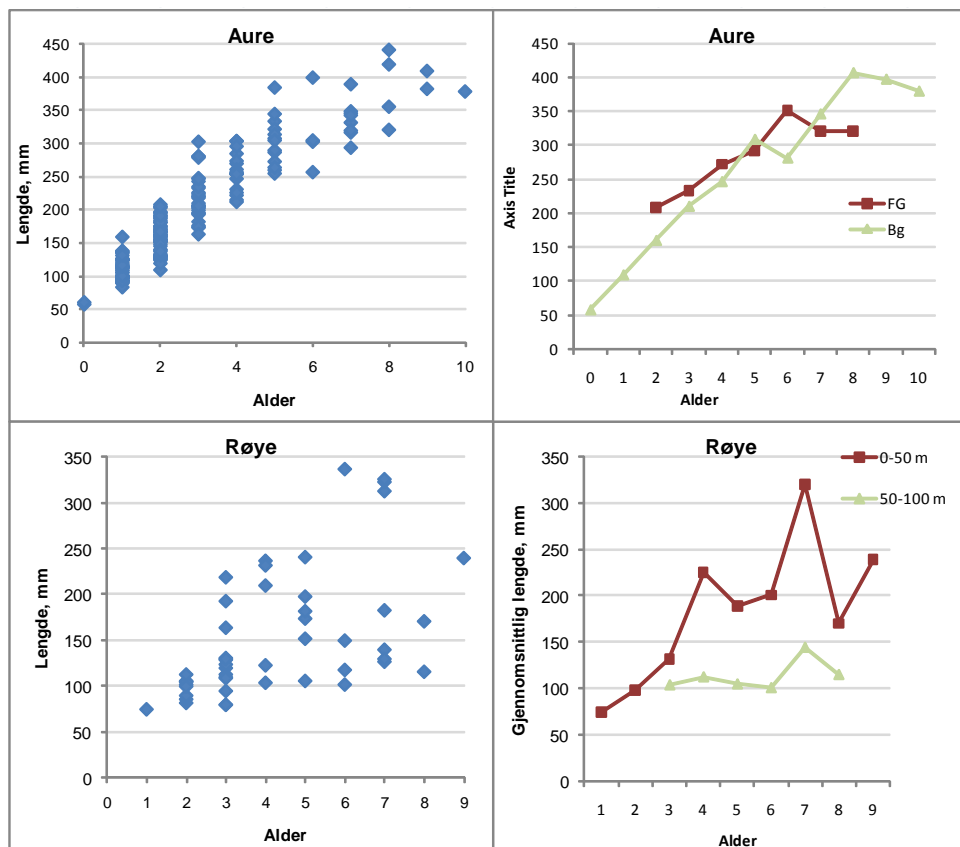 Aure
450
400
350
300
250
200
150
100
50
0
Lengde, mm
0 2 4 6 8 10
Alder
Aure
450
400
350
300
250
200
150
100
50
0
Axis Title
FG
Bg
0 1 2 3 4 5 6 7 8 9 10
Alder
Røye
350
300
250
200
150
100
50
0
Lengde, mm
0 1 2 3 4 5 6 7 8 9
Alder
Røye
350
300
250
200
150
100
50
0
Gjennomsnittlig lengde, mm
0-50 m
50-100 m
1 2 3 4 5 6 7 8 9
Alder